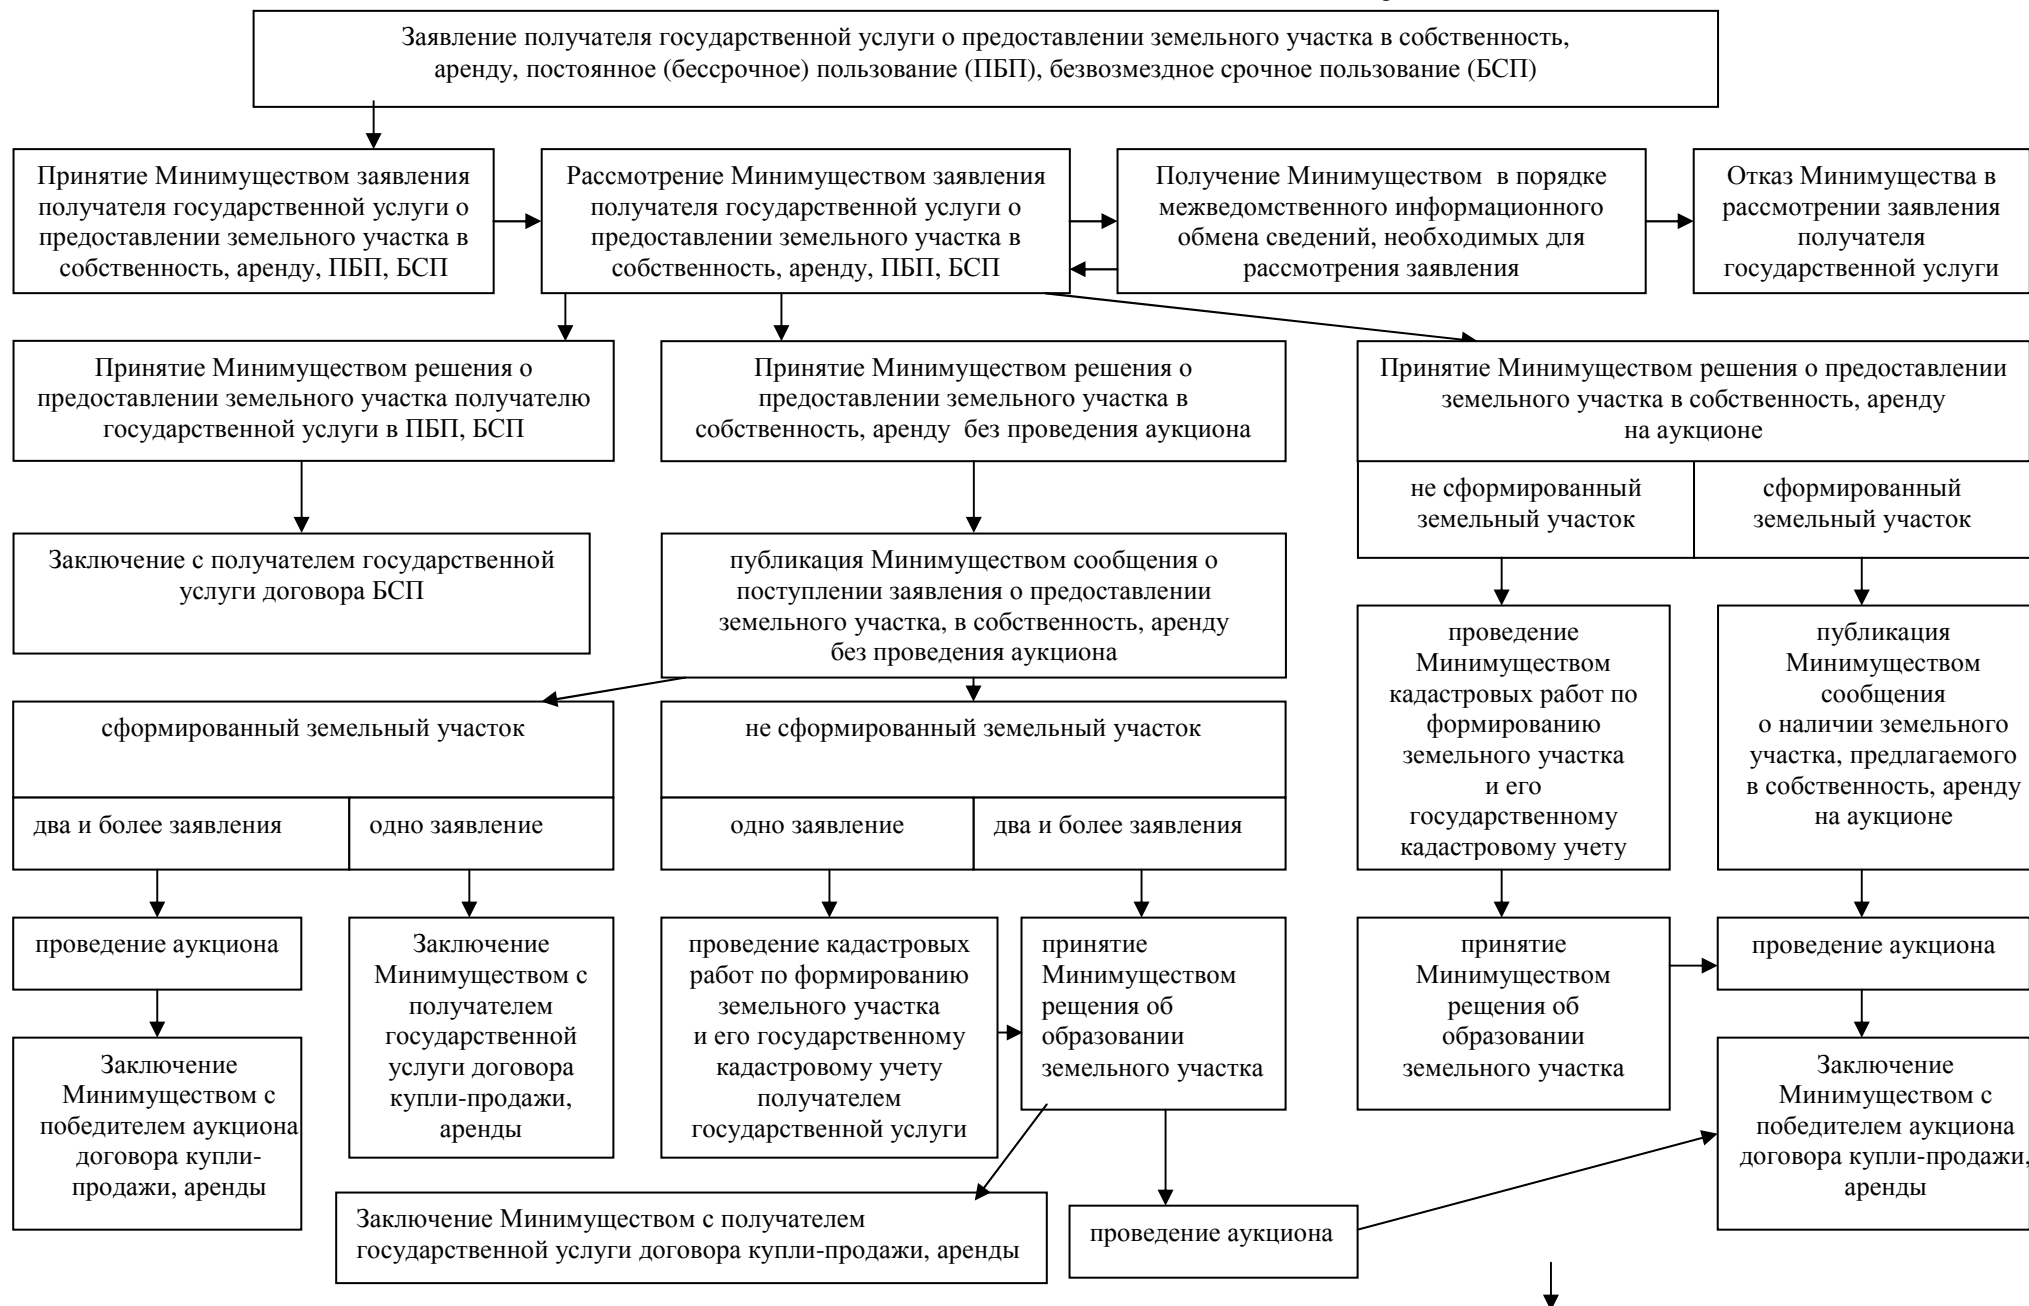 Заявление получателя государственной услуги о предоставлении земельного участка в собственность,
аренду, постоянное (бессрочное) пользование (ПБП), безвозмездное срочное пользование (БСП)
Принятие Минимуществом заявления
получателя государственной услуги о
предоставлении земельного участка в
собственность, аренду, ПБП, БСП
Рассмотрение Минимуществом заявления
получателя государственной услуги о
предоставлении земельного участка в
собственность, аренду, ПБП, БСП
Получение Минимуществом в порядке
межведомственного информационного
обмена сведений, необходимых для
рассмотрения заявления
Отказ Минимущества в
рассмотрении заявления
получателя
государственной услуги
Принятие Минимуществом решения о
предоставлении земельного участка получателю
государственной услуги в ПБП, БСП
Принятие Минимуществом решения о
предоставлении земельного участка в
собственность, аренду без проведения аукциона
Принятие Минимуществом решения о предоставлении
земельного участка в собственность, аренду
на аукционе
не сформированный
земельный участок
сформированный
земельный участок
Заключение с получателем государственной
услуги договора БСП
публикация Минимуществом сообщения о
поступлении заявления о предоставлении
земельного участка, в собственность, аренду
без проведения аукциона
проведение
Минимуществом
кадастровых работ по
формированию
земельного участка
и его
государственному
кадастровому учету
публикация
Минимуществом
сообщения
о наличии земельного
участка, предлагаемого
в собственность, аренду
на аукционе
сформированный земельный участок
не сформированный земельный участок
два и более заявления
одно заявление
одно заявление
два и более заявления
проведение аукциона
Заключение
Минимуществом с
получателем
государственной
услуги договора
купли-продажи,
аренды
проведение кадастровых
работ по формированию
земельного участка
и его государственному
кадастровому учету
получателем
государственной услуги
принятие
Минимуществом
рещения об
образовании
земельного участка
принятие
Минимуществом
рещения об
образовании
земельного участка
проведение аукциона
Заключение
Минимуществом с
победителем аукциона
договора купли-
продажи, аренды
Заключение
Минимуществом с
победителем аукциона
договора купли-продажи,
аренды
Заключение Минимуществом с получателем
государственной услуги договора купли-продажи, аренды
проведение аукциона